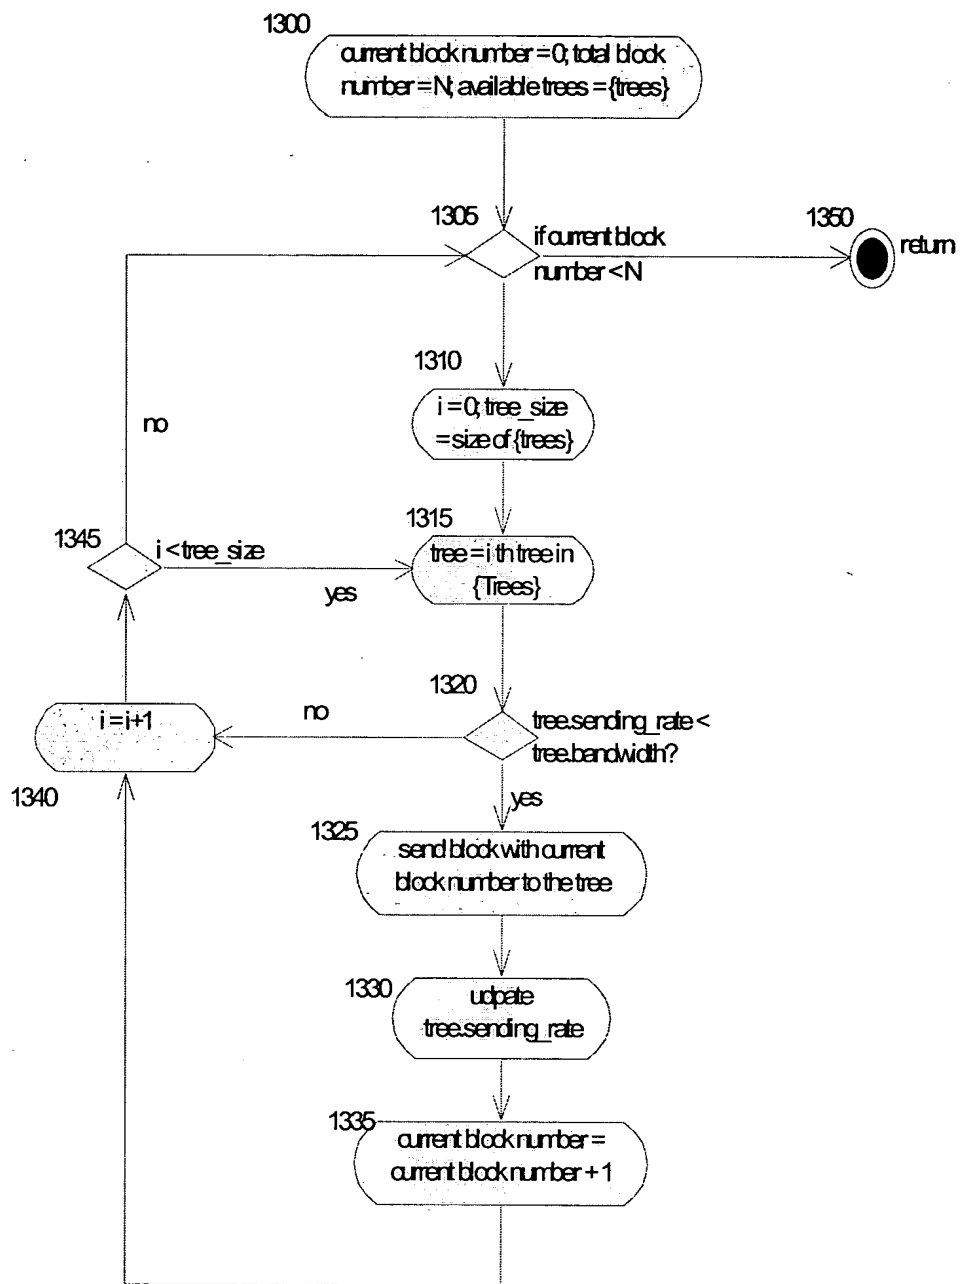 1300
current block number = 0; total block
number = N; available trees = {trees}
1305
if current block
number < N
1350
return
1310
i = 0; tree_size
= size of {trees}
no
1315
tree = i th tree in
{Trees}
1345
i < tree_size
yes
1320
tree.sending_rate <
tree.bandwidth?
no
i = i+1
1340
yes
1325
send block with current
block number to the tree
1330
udpate
tree.sending_rate
1335
current block number =
current block number + 1